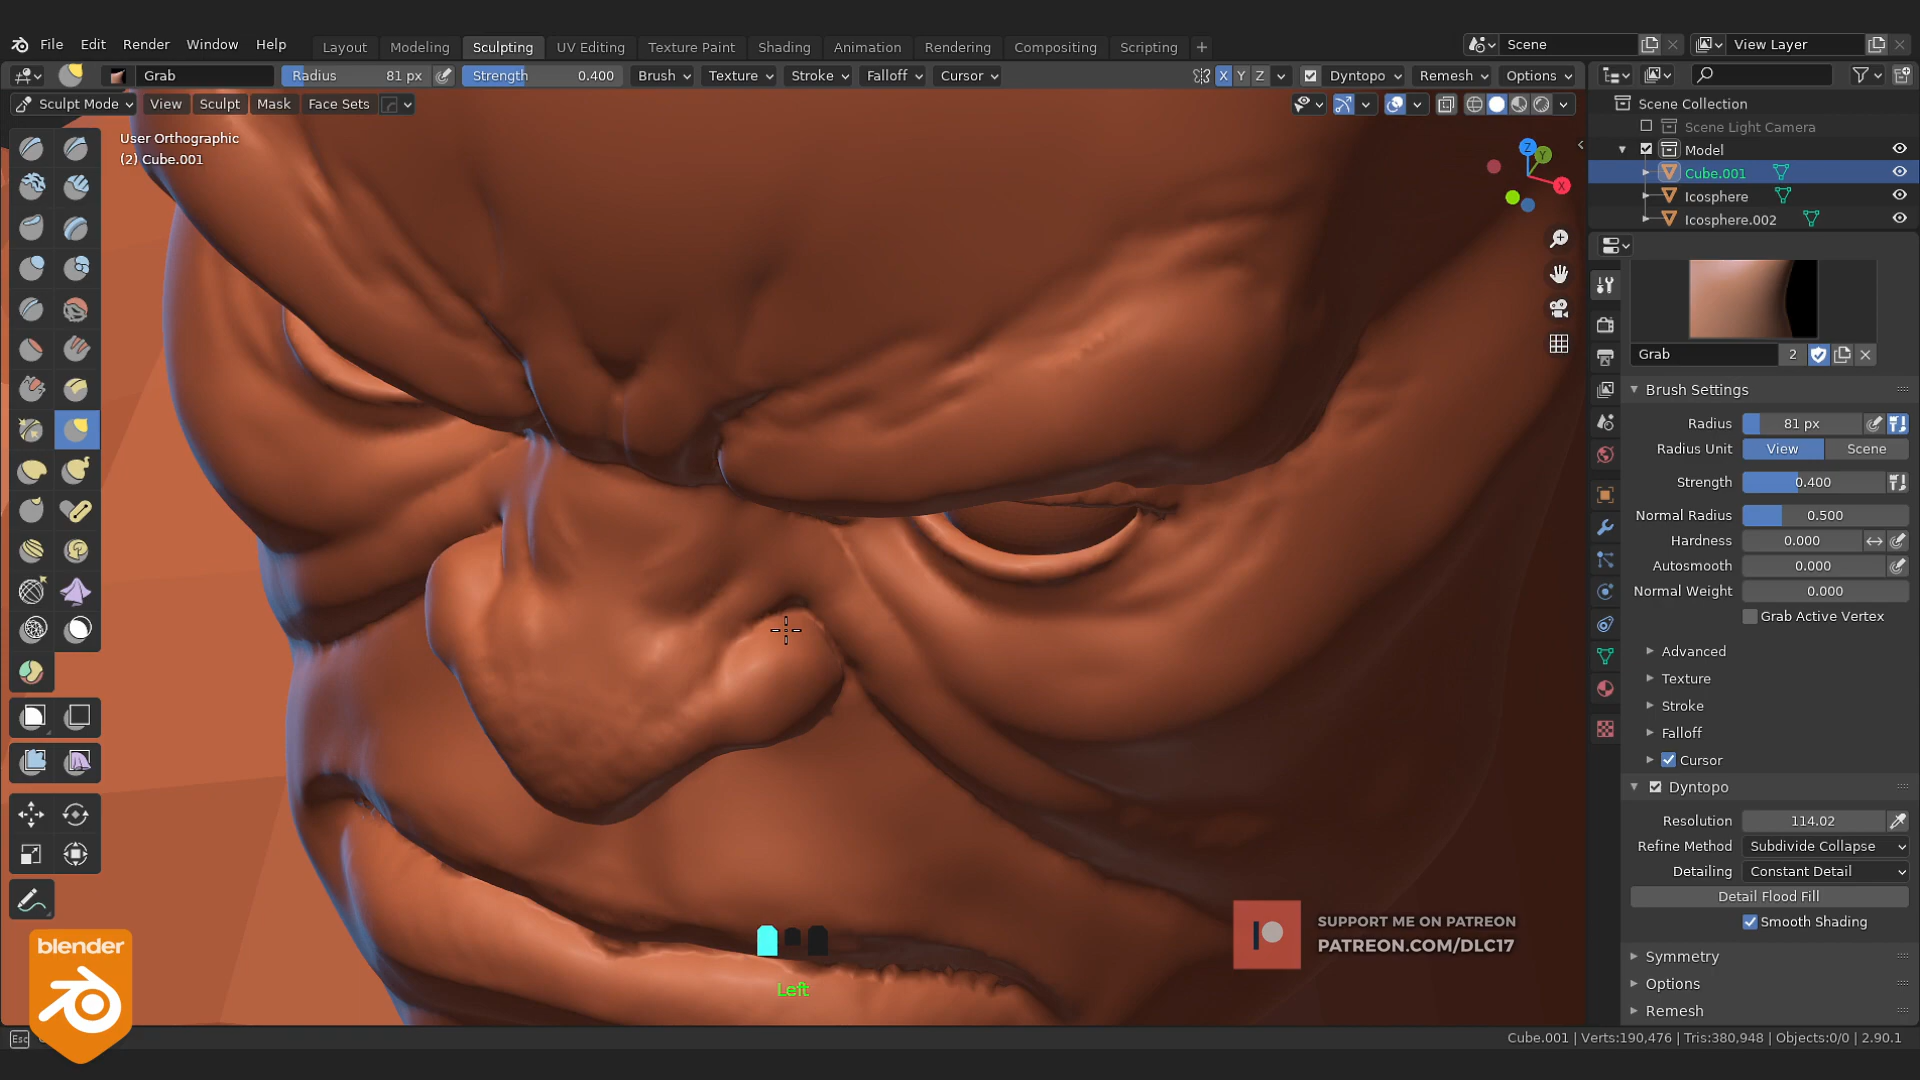 File Edit Render Window Help
Layout Modeling Sculpting UV Editing Texture Paint Shading Animation Rendering Compositing Scripting +
Scene
View Layer
Grab
Radius 81 px
Strength 0.400
Brush Texture Stroke Falloff Cursor
X Y Z
Dyntopo Remesh Options
Sculpt Mode View Sculpt Mask Face Sets
User Orthographic
(2) Cube.001
Z Y X
Scene Collection
Scene Light Camera
Model
Cube.001
Icosphere
Icosphere.002
Grab 2
Brush Settings
Radius 81 px
Radius Unit View Scene
Strength 0.400
Normal Radius 0.500
Hardness 0.000
Autosmooth 0.000
Normal Weight 0.000
Grab Active Vertex
Advanced
Texture
Stroke
Falloff
Cursor
Dyntopo
Resolution 114.02
Refine Method Subdivide Collapse
Detailing Constant Detail
Detail Flood Fill
Smooth Shading
Symmetry
Options
Remesh
SUPPORT ME ON PATREON
PATREON.COM/DLC17
Left
blender
Esc
Cube.001 | Verts:190,476 | Tris:380,948 | Objects:0/0 | 2.90.1